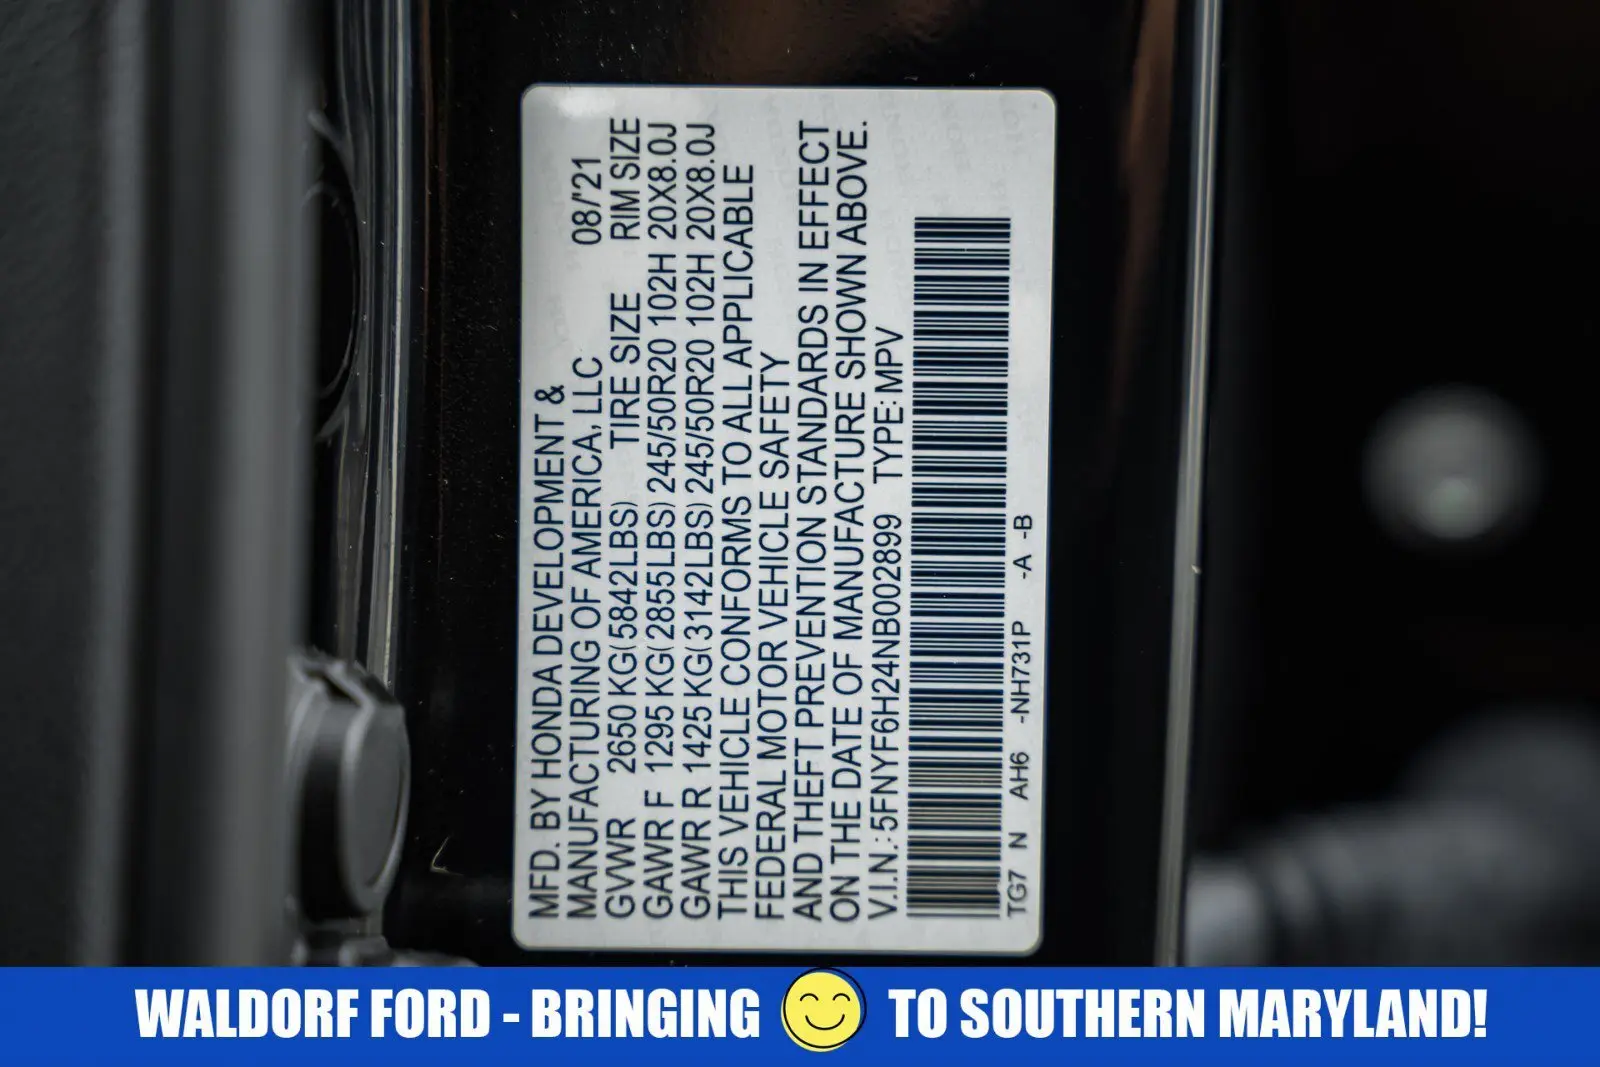 MFD. BY HONDA DEVELOPMENT &
MANUFACTURING OF AMERICA, LLC 08/'21
GVWR 2650 KG(5842LBS) TIRE SIZE RIM SIZE
GAWR F 1295 KG(2855LBS) 245/50R20 102H 20X8.0J
GAWR R 1425 KG(3142LBS) 245/50R20 102H 20X8.0J
THIS VEHICLE CONFORMS TO ALL APPLICABLE
FEDERAL MOTOR VEHICLE SAFETY
AND THEFT PREVENTION STANDARDS IN EFFECT
ON THE DATE OF MANUFACTURE SHOWN ABOVE.
V.I.N.: 5FNYF6H24NB002899 TYPE: MPV
TG7 N AH6 -NH731P -A -B
WALDORF FORD - BRINGING TO SOUTHERN MARYLAND!